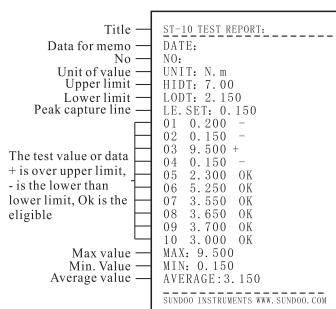 Title
Data for memo
No
Unit of value
Upper limit
Lower limit
Peak capture line
The test value or data
+ is over upper limit,
- is the lower than
lower limit, Ok is the
eligible
Max value
Min. Value
Average value
ST-10 TEST REPORT:
DATE:
NO:
UNIT: N.m
HIDT: 7.00
LODT: 2.150
LE. SET: 0.150
01 0.200 -
02 0.150 -
03 9.500 +
04 0.150 -
05 2.300 OK
06 5.250 OK
07 3.550 OK
08 3.650 OK
09 3.700 OK
10 3.000 OK
MAX: 9.500
MIN: 0.150
AVERAGE:3.150
SUNDOO INSTRUMENTS WWW.SUNDOO.COM